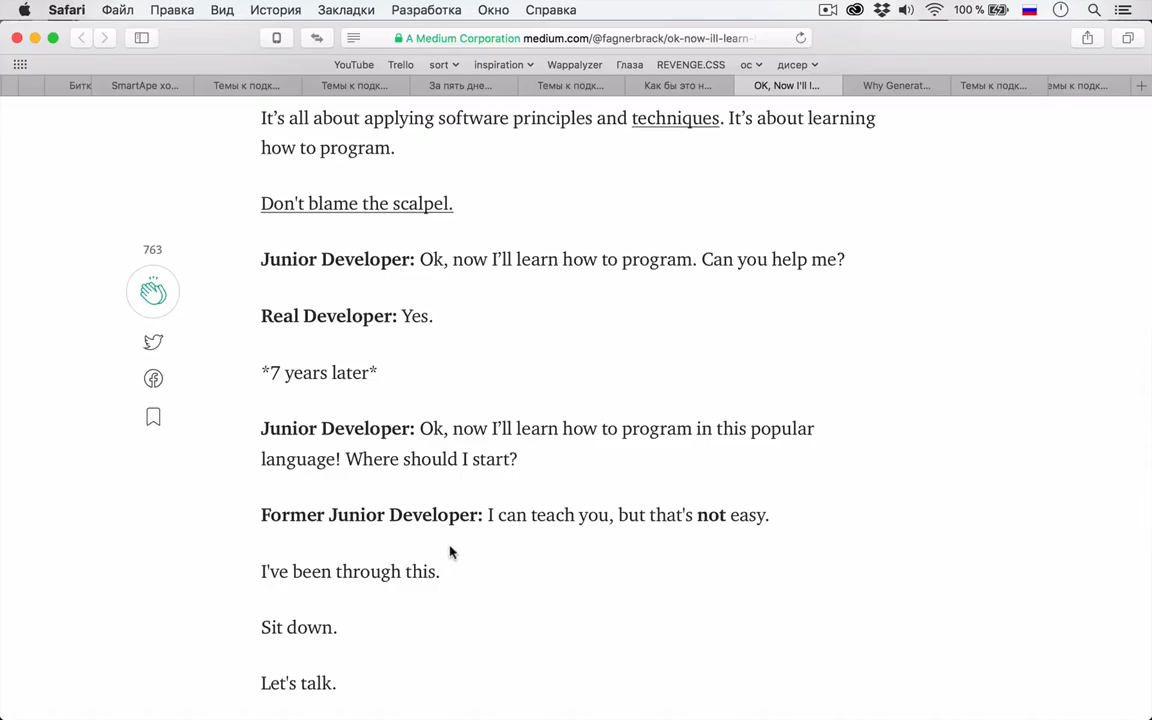 Safari Файл Правка Вид История Закладки Разработка Окно Справка 100 %
A Medium Corporation medium.com/@fagnerbrack/ok-now-ill-learn-
YouTube Trello sort inspiration Wappalyzer Глаза REVENGE.CSS ос дисер
Битк SmartApe хо... Темы к подк... Темы к подк... За пять дне... Темы к подк... Как бы это н... OK, Now I'll l... Why Generat... Темы к подк... емы к подк...
It’s all about applying software principles and techniques. It’s about learning
how to program.
Don't blame the scalpel.
763
Junior Developer: Ok, now I’ll learn how to program. Can you help me?
Real Developer: Yes.
*7 years later*
Junior Developer: Ok, now I’ll learn how to program in this popular
language! Where should I start?
Former Junior Developer: I can teach you, but that's not easy.
I've been through this.
Sit down.
Let's talk.